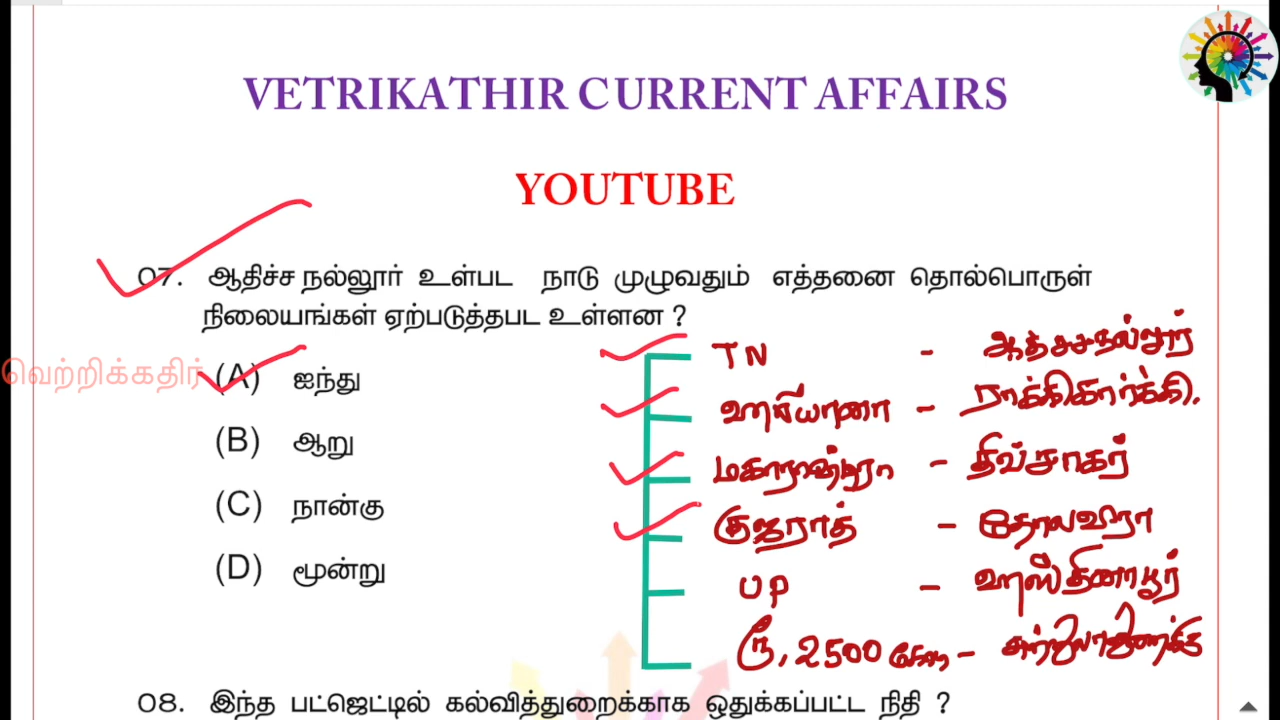 VETRIKATHIR CURRENT AFFAIRS
YOUTUBE
07. ஆதிச்ச நல்லூர் உள்பட நாடு முழுவதும் எத்தனை தொல்பொருள்
நிலையங்கள் ஏற்படுத்தபட உள்ளன ?
வெற்றிக்கதிர்
(A) ஐந்து
(B) ஆறு
(C) நான்கு
(D) மூன்று
TN - ஆதிச்சநல்லூர்
ஹரியானா - ராக்கிகார்க்கி.
மகாராஷ்டிரா - திவ்சாகர்
குஜராத் - தோலவிரா
UP - ஹஸ்தினாபூர்
ரூ. 2500 கோடி -
08. இந்த பட்ஜெட்டில் கல்வித்துறைக்காக ஒதுக்கப்பட்ட நிதி ?